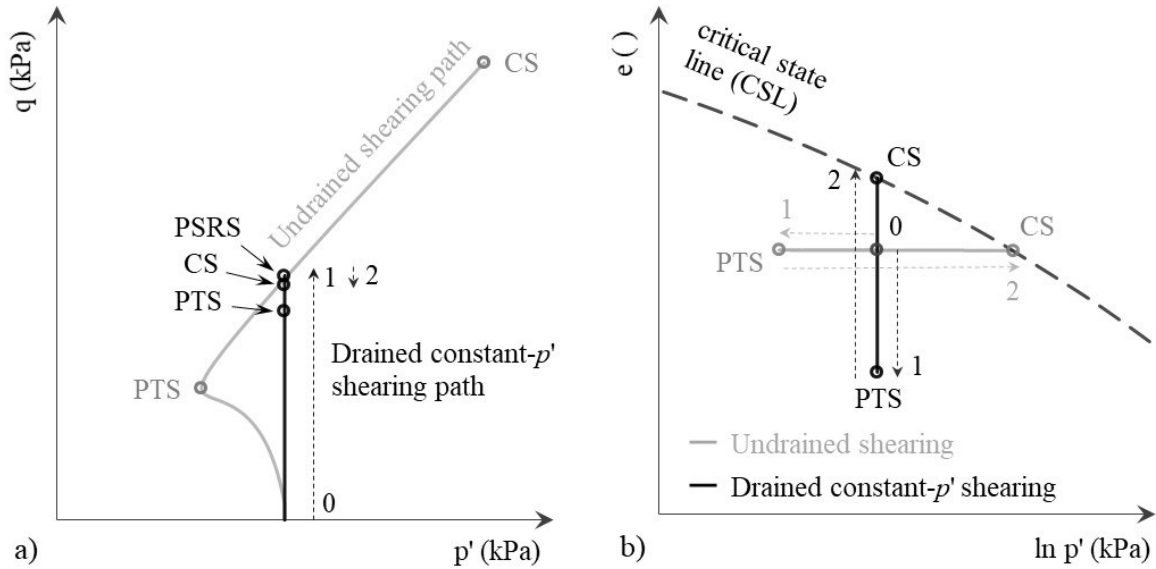 q (kPa)
CS
Undrained shearing path
PSRS
CS
PTS
1
2
Drained constant-p'
shearing path
PTS
0
a)
p' (kPa)
e ( )
critical state
line (CSL)
CS
2
1
0
CS
PTS
2
1
PTS
Undrained shearing
Drained constant-p' shearing
b)
ln p' (kPa)